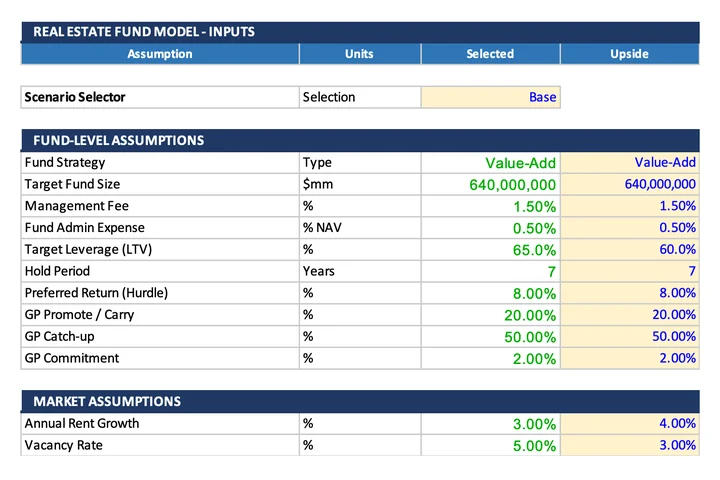 REAL ESTATE FUND MODEL - INPUTS
Assumption Units Selected Upside
Scenario Selector Selection Base
FUND-LEVEL ASSUMPTIONS
Fund Strategy Type Value-Add Value-Add
Target Fund Size $mm 640,000,000 640,000,000
Management Fee % 1.50% 1.50%
Fund Admin Expense % NAV 0.50% 0.50%
Target Leverage (LTV) % 65.0% 60.0%
Hold Period Years 7 7
Preferred Return (Hurdle) % 8.00% 8.00%
GP Promote / Carry % 20.00% 20.00%
GP Catch-up % 50.00% 50.00%
GP Commitment % 2.00% 2.00%
MARKET ASSUMPTIONS
Annual Rent Growth % 3.00% 4.00%
Vacancy Rate % 5.00% 3.00%